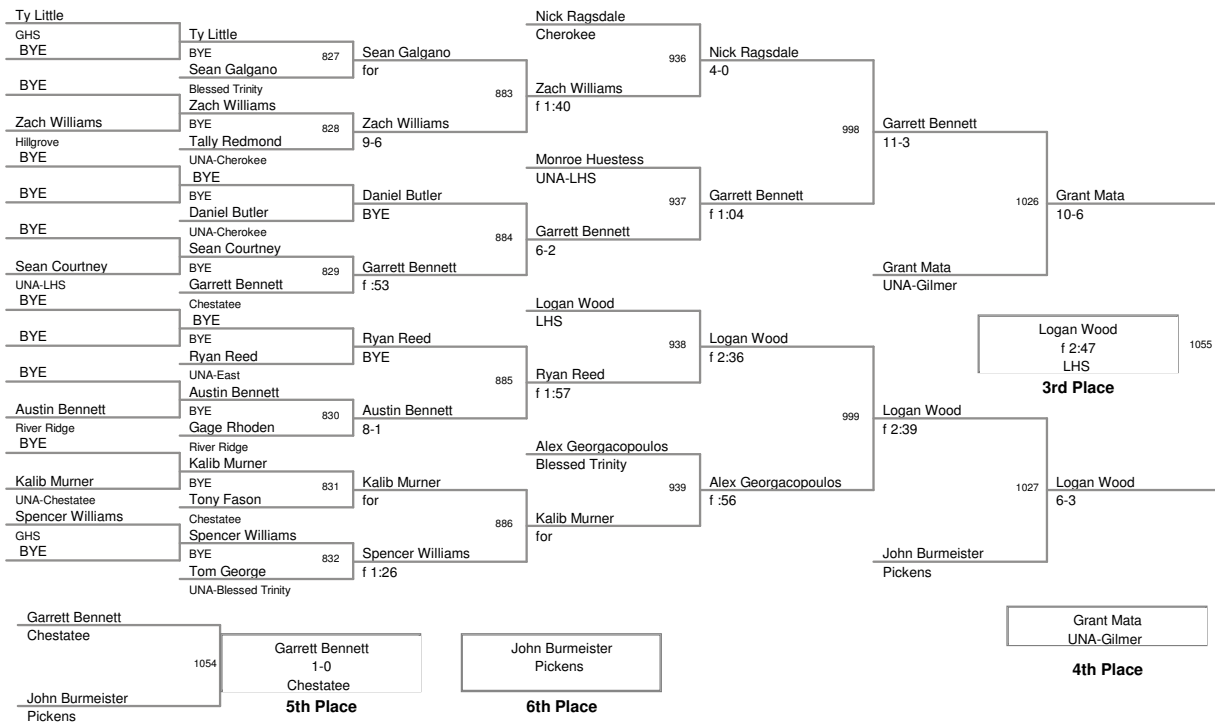 Ty Little
GHS
BYE
BYE
Zach Williams
Hillgrove
BYE
BYE
BYE
Sean Courtney
UNA-LHS
BYE
BYE
BYE
Austin Bennett
River Ridge
BYE
Kalib Murner
UNA-Chestatee
Spencer Williams
GHS
BYE
Ty Little
BYE
827
Sean Galgano
Blessed Trinity
Zach Williams
BYE
828
Tally Redmond
UNA-Cherokee
BYE
BYE
Daniel Butler
UNA-Cherokee
Sean Courtney
BYE
829
Garrett Bennett
Chestatee
BYE
BYE
Ryan Reed
UNA-East
Austin Bennett
BYE
830
Gage Rhoden
River Ridge
Kalib Murner
BYE
831
Tony Fason
Chestatee
Spencer Williams
BYE
832
Tom George
UNA-Blessed Trinity
Sean Galgano
for
883
Zach Williams
9-6
Daniel Butler
BYE
884
Garrett Bennett
f :53
Ryan Reed
BYE
885
Austin Bennett
8-1
Kalib Murner
for
886
Spencer Williams
f 1:26
Nick Ragsdale
Cherokee
936
Zach Williams
f 1:40
Monroe Huestess
UNA-LHS
937
Garrett Bennett
6-2
Logan Wood
LHS
938
Ryan Reed
f 1:57
Alex Georgacopoulos
Blessed Trinity
939
Kalib Murner
for
Nick Ragsdale
4-0
998
Garrett Bennett
f 1:04
Logan Wood
f 2:36
999
Alex Georgacopoulos
f :56
Garrett Bennett
11-3
1026
Grant Mata
UNA-Gilmer
Logan Wood
f 2:39
1027
John Burmeister
Pickens
Grant Mata
10-6
Logan Wood
6-3
Logan Wood
f 2:47
LHS
1055
3rd Place
Grant Mata
UNA-Gilmer
4th Place
Garrett Bennett
Chestatee
1054
John Burmeister
Pickens
Garrett Bennett
1-0
Chestatee
5th Place
John Burmeister
Pickens
6th Place